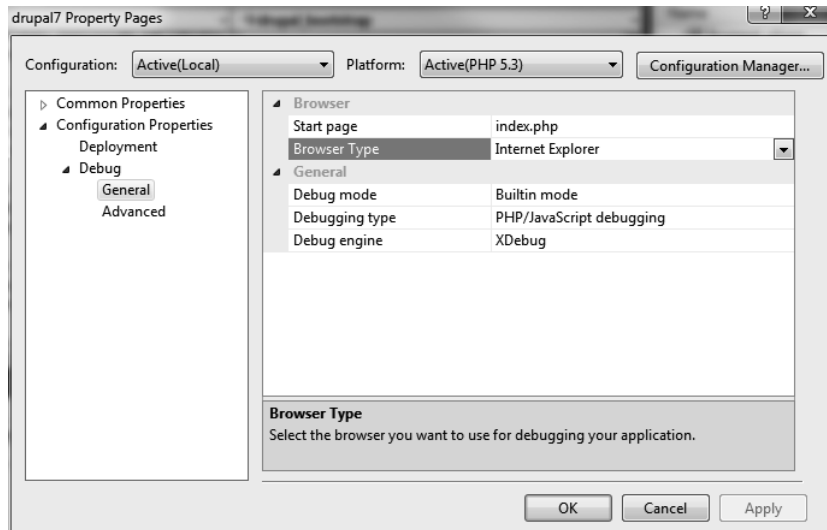 drupal7 Property Pages
Configuration: Active(Local) Platform: Active(PHP 5.3) Configuration Manager...
Common Properties
Configuration Properties
Deployment
Debug
General
Advanced
Browser
Start page index.php
Browser Type Internet Explorer
General
Debug mode Builtin mode
Debugging type PHP/JavaScript debugging
Debug engine XDebug
Browser Type
Select the browser you want to use for debugging your application.
OK Cancel Apply